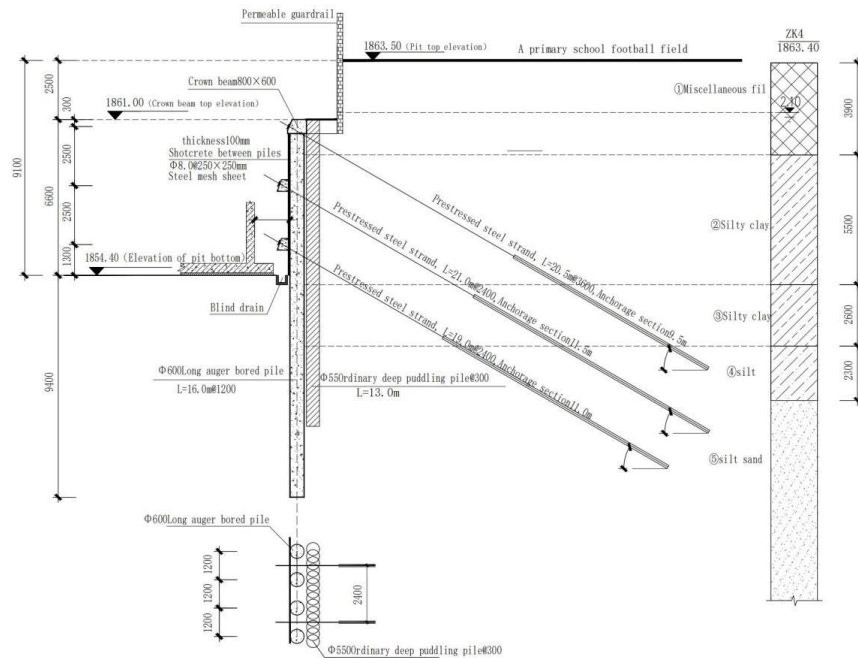 Permeable guardrail
1863.50 (Pit top elevation)
A primary school football field
ZK4
1863.40
Crown beam800×600
1861.00 (Crown beam top elevation)
①Miscellaneous fil
2.10
thickness100mm
Shotcrete between piles
Φ8.0@250×250mm
Steel mesh sheet
2500
300
2500
2500
1300
9100
6600
9400
3900
5500
2600
2300
Prestressed steel strand, L=20.5m@3600,Anchorage section9.5m
Prestressed steel strand, L=21.0m@2400,Anchorage section11.5m
Prestressed steel strand, L=19.0m@2400,Anchorage section11.0m
②Silty clay
③Silty clay
④silt
⑤silt sand
1854.40 (Elevation of pit bottom)
Blind drain
Φ600Long auger bored pile
L=16.0m@1200
Φ550rdinary deep puddling pile@300
L=13.0m
Φ600Long auger bored pile
1200
1200
1200
2400
Φ5500rdinary deep puddling pile@300